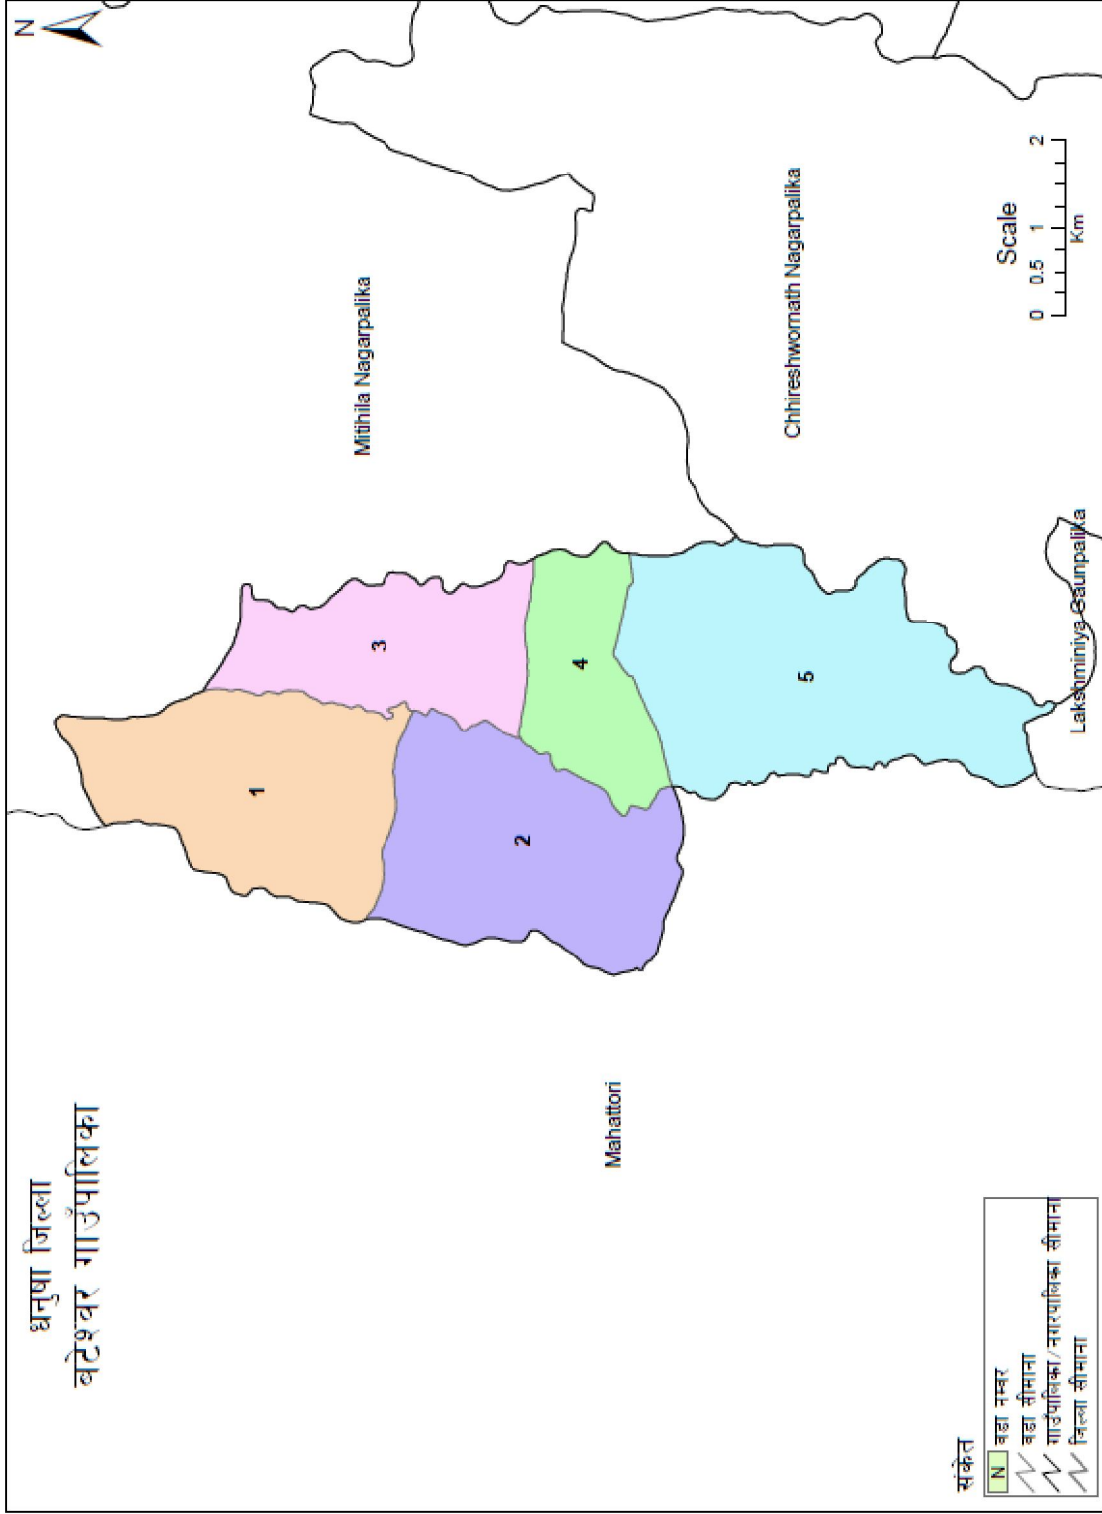 धनुषा जिल्ला
बटेश्वर गाउँपालिका
N
1
2
3
4
5
Mitihila Nagarpalika
Chhireshwornath Nagarpalika
Mahattori
Lakshminiya Gaunpalika
Scale
0 0.5 1 2
Km
संकेत
N वडा नम्बर
वडा सीमाना
गाउँपालिका/नगरपालिका सीमाना
जिल्ला सीमाना